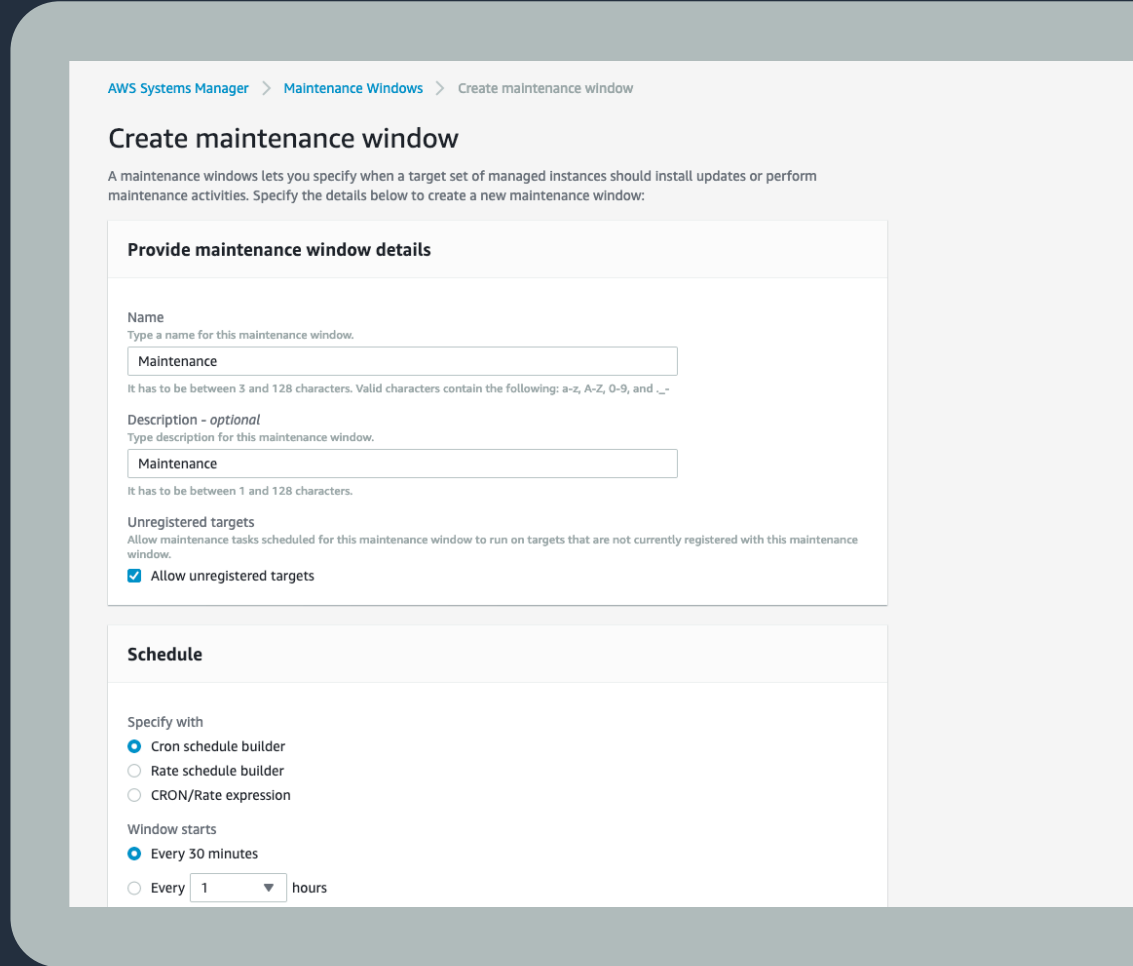 AWS Systems Manager > Maintenance Windows > Create maintenance window
Create maintenance window
A maintenance windows lets you specify when a target set of managed instances should install updates or perform
maintenance activities. Specify the details below to create a new maintenance window:
Provide maintenance window details
Name
Type a name for this maintenance window.
Maintenance
It has to be between 3 and 128 characters. Valid characters contain the following: a-z, A-Z, 0-9, and ._-
Description - optional
Type description for this maintenance window.
Maintenance
It has to be between 1 and 128 characters.
Unregistered targets
Allow maintenance tasks scheduled for this maintenance window to run on targets that are not currently registered with this maintenance
window.
Allow unregistered targets
Schedule
Specify with
Cron schedule builder
Rate schedule builder
CRON/Rate expression
Window starts
Every 30 minutes
Every 1 hours